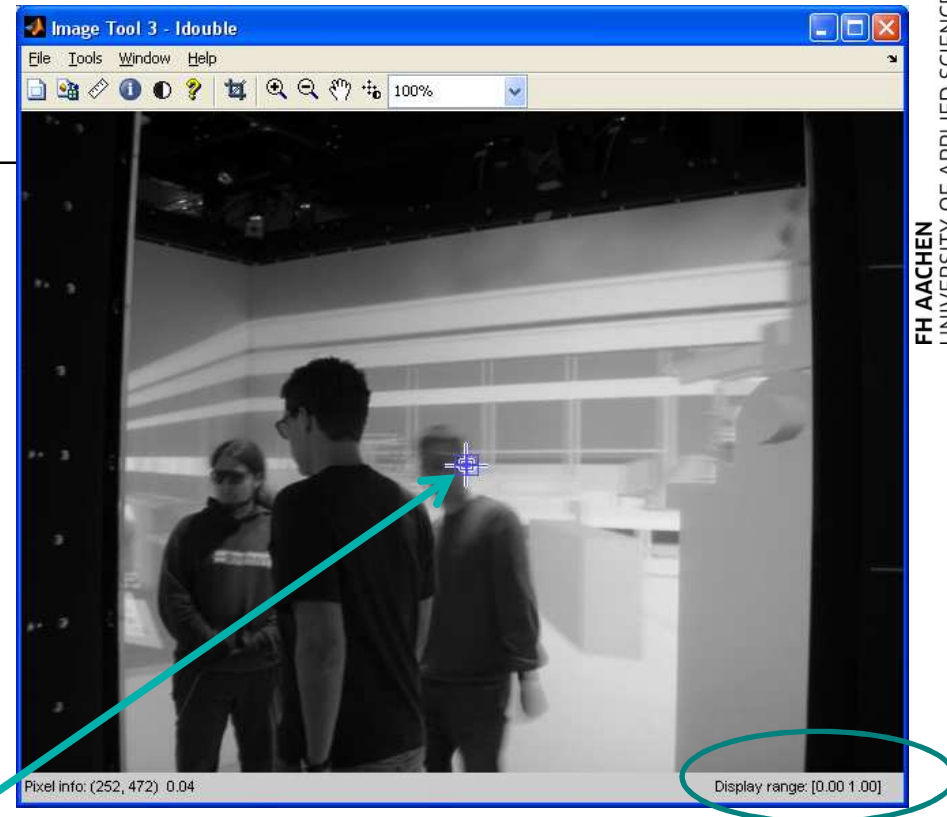 Image Tool 3 - Idouble
File Tools Window Help
100%
Pixel info: (252, 472) 0.04
Display range: [0.00 1.00]
FH AACHEN
UNIVERSITY OF APPLIED